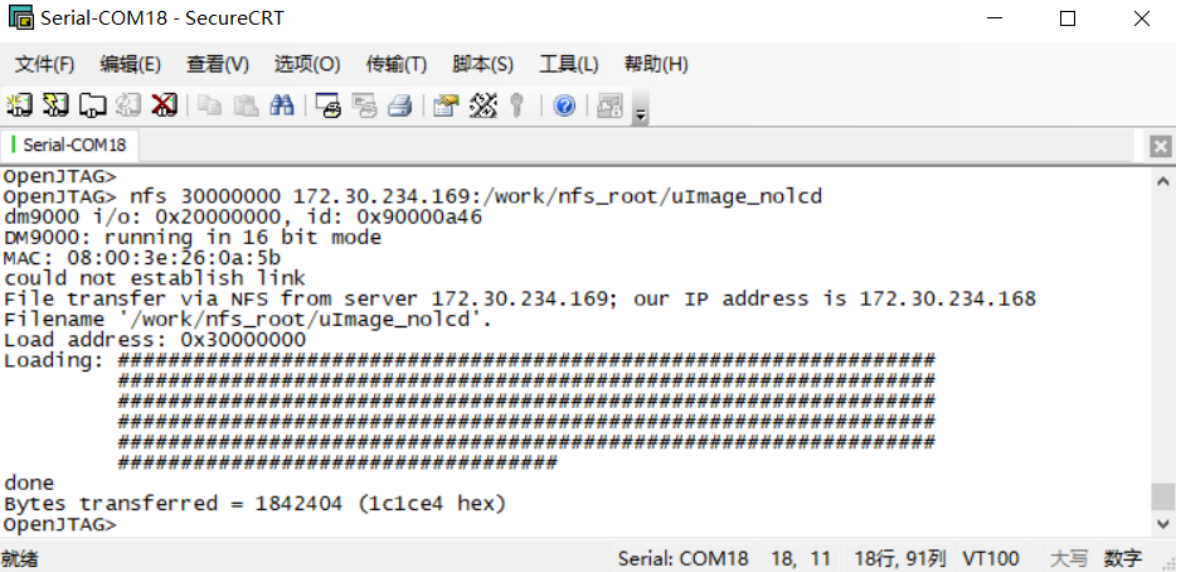 Serial-COM18 - SecureCRT
文件(F) 编辑(E) 查看(V) 选项(O) 传输(T) 脚本(S) 工具(L) 帮助(H)
Serial-COM18
OpenJTAG>
OpenJTAG> nfs 30000000 172.30.234.169:/work/nfs_root/uImage_nolcd
dm9000 i/o: 0x20000000, id: 0x90000a46
DM9000: running in 16 bit mode
MAC: 08:00:3e:26:0a:5b
could not establish link
File transfer via NFS from server 172.30.234.169; our IP address is 172.30.234.168
Filename '/work/nfs_root/uImage_nolcd'.
Load address: 0x30000000
Loading: #################################################################
#################################################################
#################################################################
#################################################################
#################################################################
###################################
done
Bytes transferred = 1842404 (1c1ce4 hex)
OpenJTAG>
就绪 Serial: COM18 18, 11 18行, 91列 VT100 大写 数字